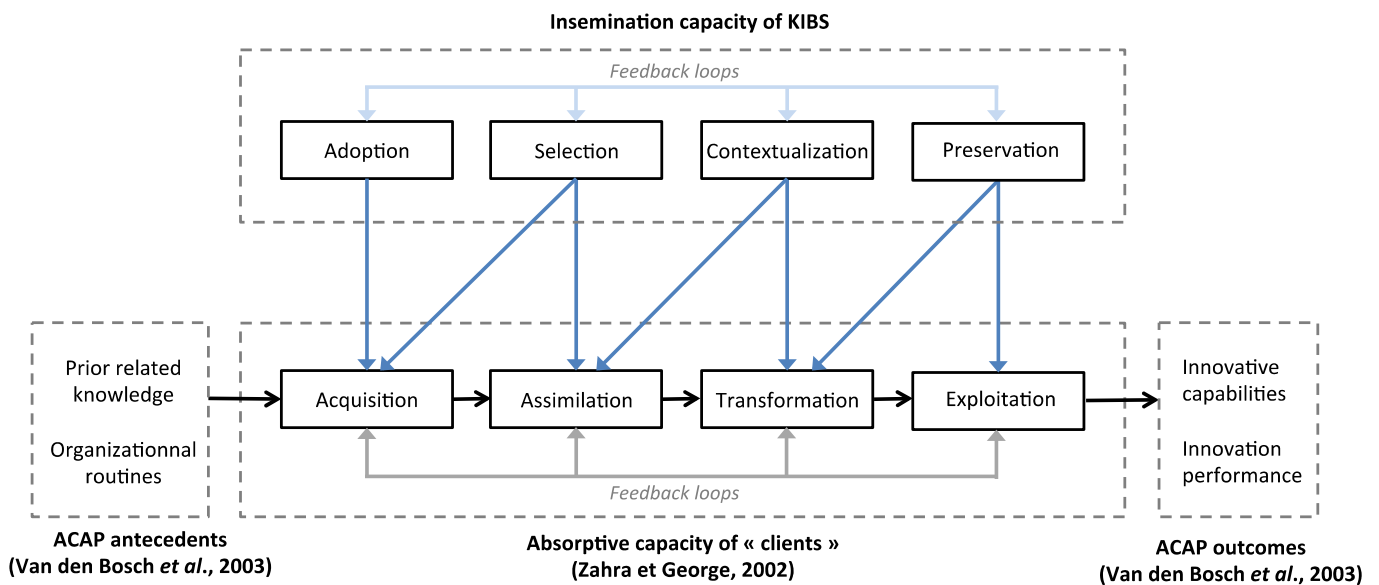 Insemination capacity of KIBS
Feedback loops
Adoption
Selection
Contextualization
Preservation
Prior related
knowledge
Organizationnal
routines
Acquisition
Assimilation
Transformation
Exploitation
Innovative
capabilities
Innovation
performance
Feedback loops
ACAP antecedents
(Van den Bosch et al., 2003)
Absorptive capacity of « clients »
(Zahra et George, 2002)
ACAP outcomes
(Van den Bosch et al., 2003)